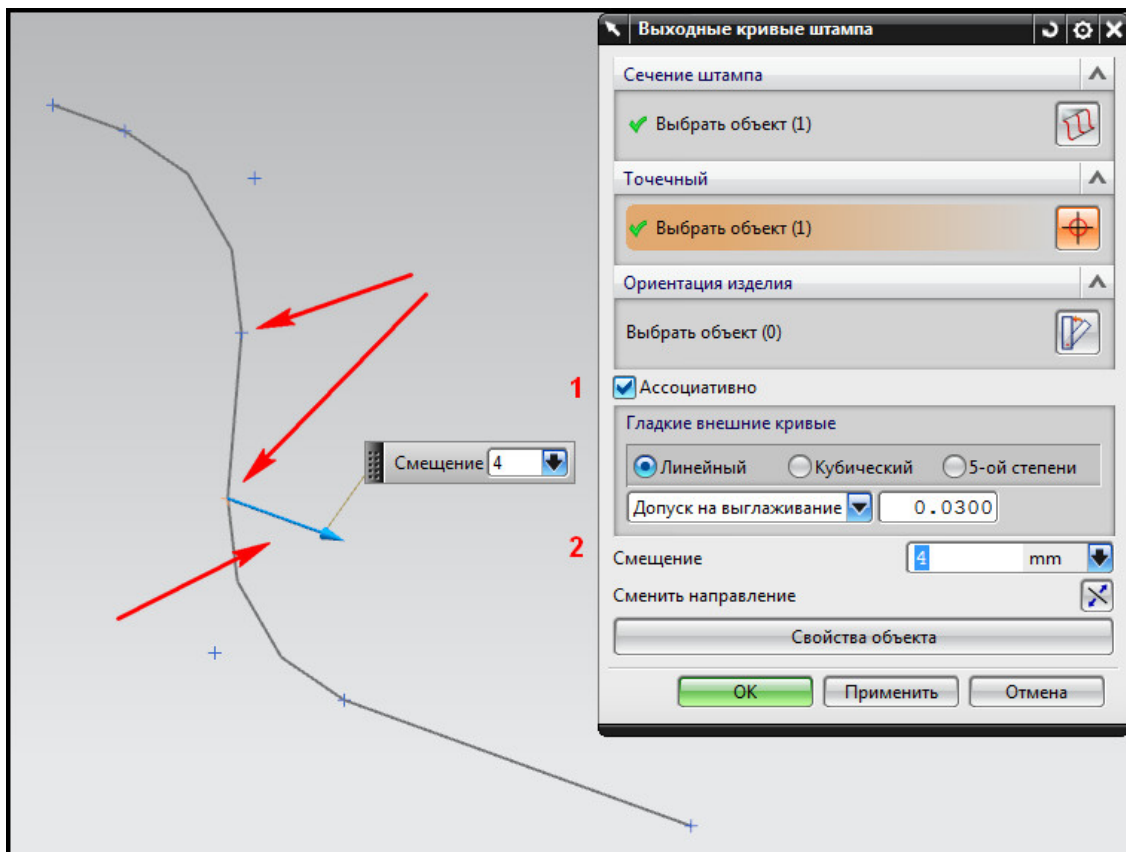 Выходные кривые штампа
Сечение штампа
Выбрать объект (1)
Точечный
Выбрать объект (1)
Ориентация изделия
Выбрать объект (0)
1
Ассоциативно
Гладкие внешние кривые
Линейный Кубический 5-ой степени
Смещение 4
Допуск на выглаживание 0.0300
2
Смещение 4 mm
Сменить направление
Свойства объекта
OK Применить Отмена